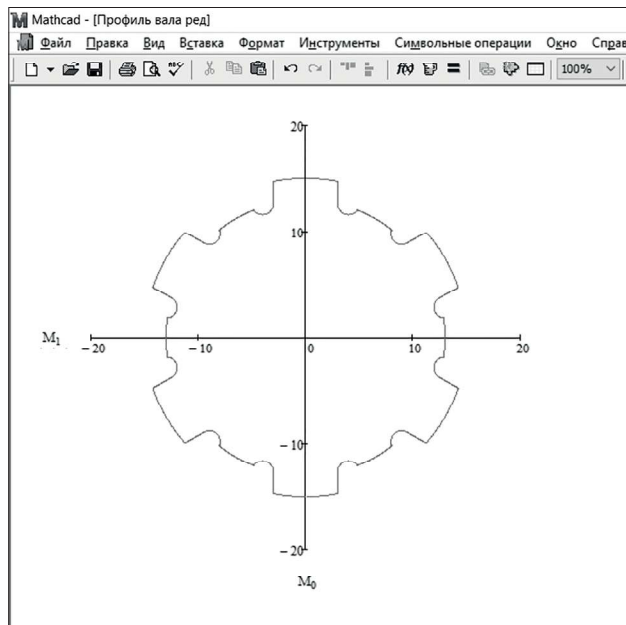 Mathcad - [Профиль вала ред]
Файл Правка Вид Вставка Формат Инструменты Символьные операции Окно Справ
f(x) 100%
20
10
M₁ -20 -10 0 10 20
-10
-20
M₀